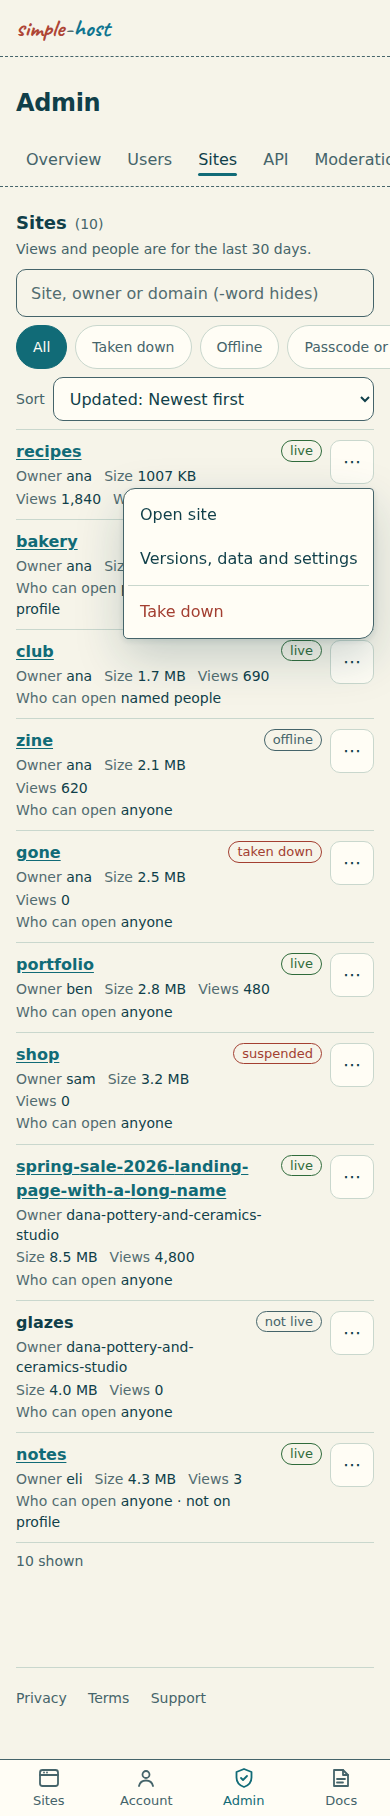 simple-host
Admin
Overview Users Sites API
Sites (10)
Views and people are for the last 30 days.
Site, owner or domain (-word hides)
All Taken down Offline Passcode or
Sort Updated: Newest first
recipes live ...
Owner ana Size 1007 KB
Views 1,840
Open site
bakery
Owner ana
Versions, data and settings
Who can open
profile
Take down
club live ...
Owner ana Size 1.7 MB Views 690
Who can open named people
zine offline ...
Owner ana Size 2.1 MB
Views 620
Who can open anyone
gone taken down ...
Owner ana Size 2.5 MB
Views 0
Who can open anyone
portfolio live ...
Owner ben Size 2.8 MB Views 480
Who can open anyone
shop suspended ...
Owner sam Size 3.2 MB
Views 0
Who can open anyone
spring-sale-2026-landing- live ...
page-with-a-long-name
Owner dana-pottery-and-ceramics-
studio
Size 8.5 MB Views 4,800
Who can open anyone
glazes not live ...
Owner dana-pottery-and-
ceramics-studio
Size 4.0 MB Views 0
Who can open anyone
notes live ...
Owner eli Size 4.3 MB Views 3
Who can open anyone · not on
profile
10 shown
Privacy Terms Support
Sites Account Admin Docs